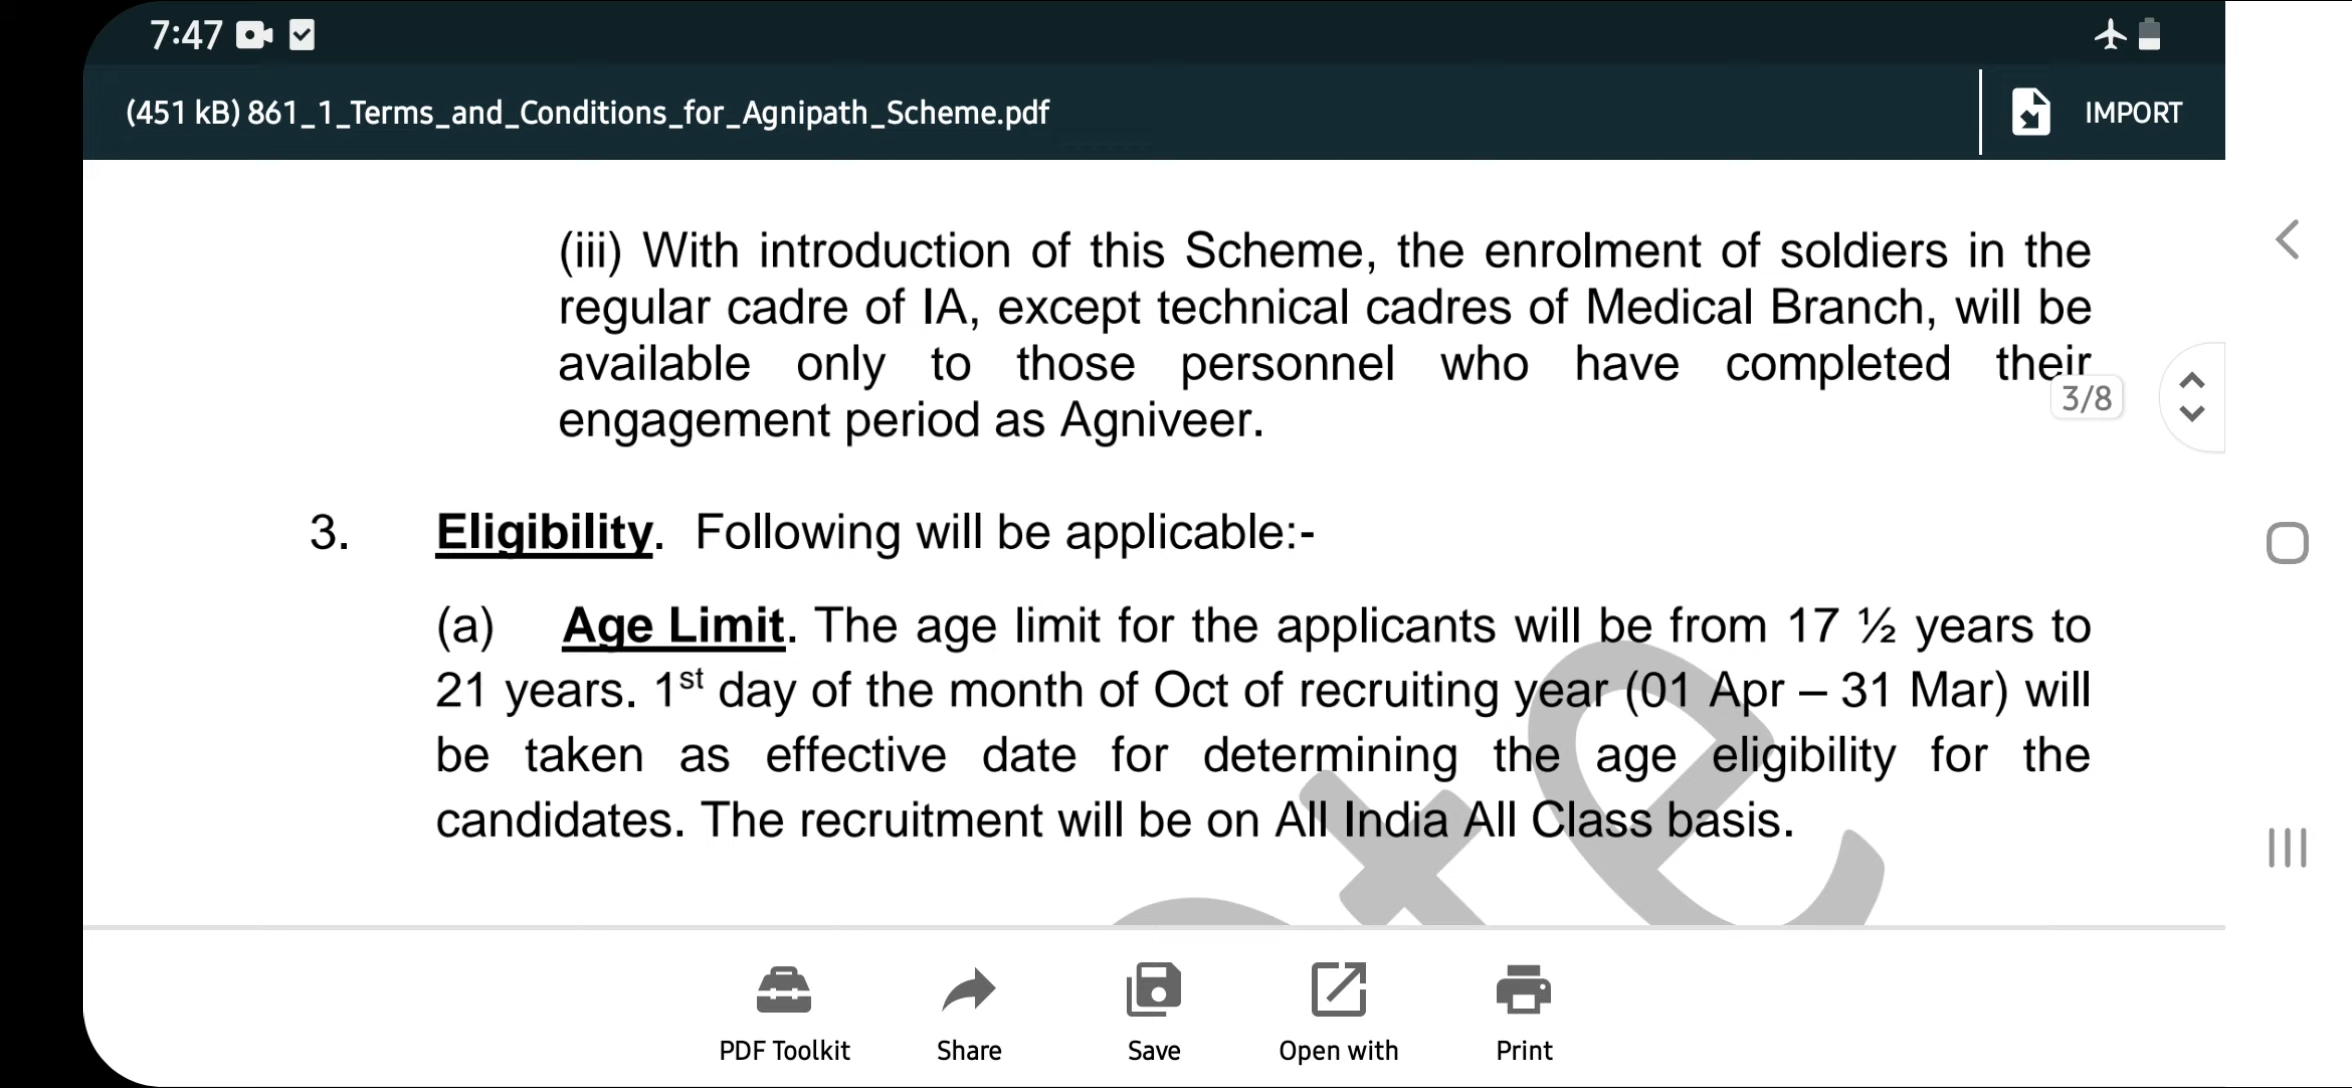 7:47
(451 kB) 861_1_Terms_and_Conditions_for_Agnipath_Scheme.pdf
IMPORT
(iii) With introduction of this Scheme, the enrolment of soldiers in the
regular cadre of IA, except technical cadres of Medical Branch, will be
available only to those personnel who have completed their
3/8
engagement period as Agniveer.
3. Eligibility. Following will be applicable:-
(a) Age Limit. The age limit for the applicants will be from 17 ½ years to
21 years. 1st day of the month of Oct of recruiting year (01 Apr – 31 Mar) will
be taken as effective date for determining the age eligibility for the
candidates. The recruitment will be on All India All Class basis.
PDF Toolkit
Share
Save
Open with
Print